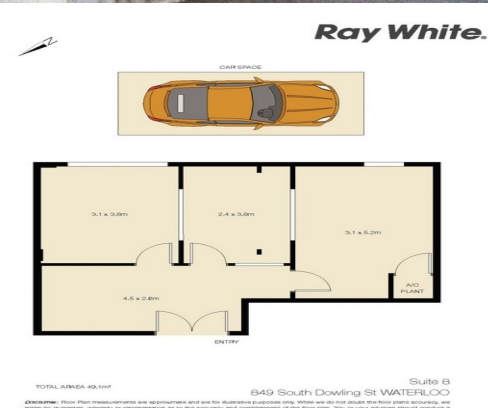 Ray White.
CAR SPACE
3.1 x 3.8m
2.4 x 3.8m
3.1 x 5.2m
4.5 x 2.6m
A/C
PLANT
ENTRY
TOTAL AREA 49.1m²
Suite 8
849 South Dowling St WATERLOO
Disclaimer: Floor Plan measurements are approximate and are for illustrative purposes only. While we do not doubt the floor plans accuracy, we